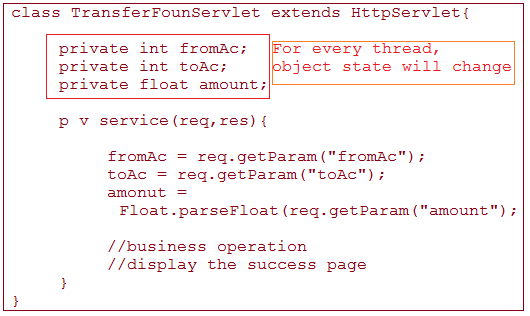 class TransferFounServlet extends HttpServlet{
private int fromAc; For every thread,
private int toAc; object state will change
private float amount;
p v service(req,res){
fromAc = req.getParam("fromAc");
toAc = req.getParam("toAc");
amonut =
Float.parseFloat(req.getParam("amount");
//business operation
//display the success page
}
}